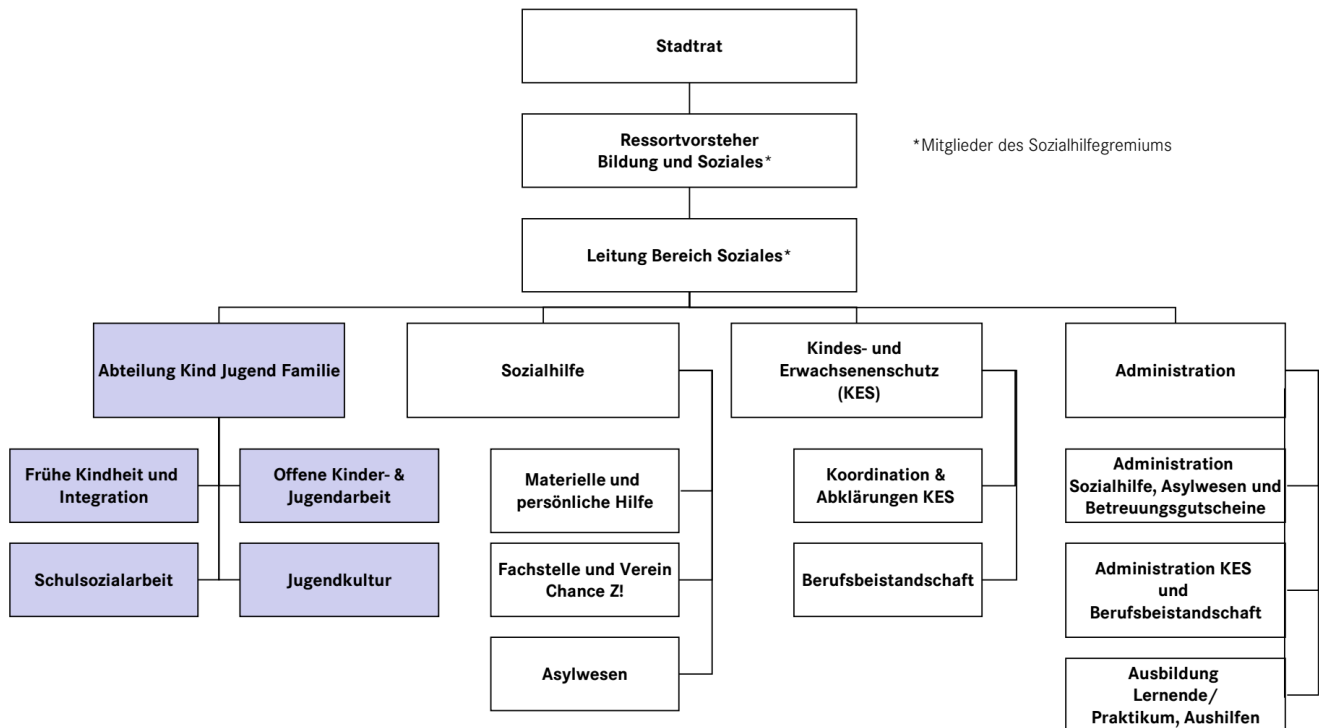 Stadtrat
Ressortvorsteher
Bildung und Soziales*
*Mitglieder des Sozialhilfegremiums
Leitung Bereich Soziales*
Abteilung Kind Jugend Familie
Sozialhilfe
Kindes- und
Erwachsenenschutz
(KES)
Administration
Frühe Kindheit und
Integration
Offene Kinder- &
Jugendarbeit
Materielle und
persönliche Hilfe
Koordination &
Abklärungen KES
Administration
Sozialhilfe, Asylwesen und
Betreuungsgutscheine
Schulsozialarbeit
Jugendkultur
Fachstelle und Verein
Chance Z!
Berufsbeistandschaft
Administration KES
und
Berufsbeistandschaft
Asylwesen
Ausbildung
Lernende/
Praktikum, Aushilfen